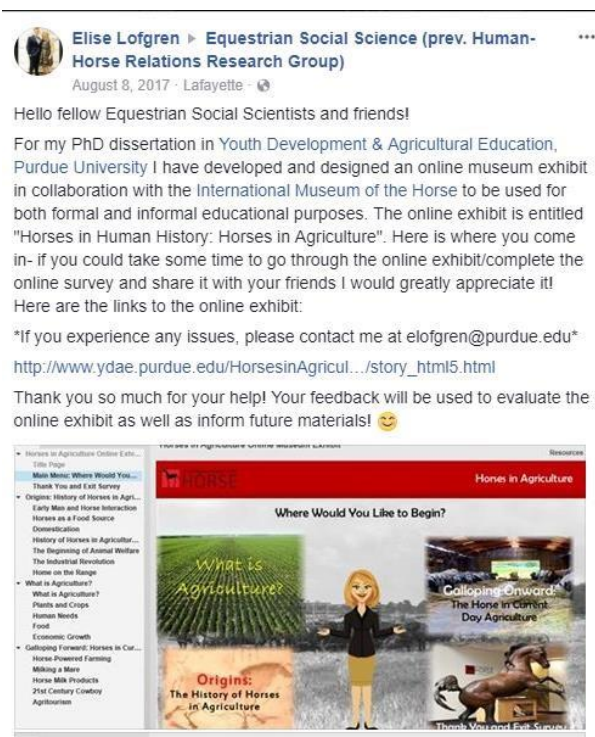 Elise Lofgren ▸ Equestrian Social Science (prev. Human-
Horse Relations Research Group)
August 8, 2017 · Lafayette ·
Hello fellow Equestrian Social Scientists and friends!
For my PhD dissertation in Youth Development & Agricultural Education,
Purdue University I have developed and designed an online museum exhibit
in collaboration with the International Museum of the Horse to be used for
both formal and informal educational purposes. The online exhibit is entitled
"Horses in Human History: Horses in Agriculture". Here is where you come
in- if you could take some time to go through the online exhibit/complete the
online survey and share it with your friends I would greatly appreciate it!
Here are the links to the online exhibit:
*If you experience any issues, please contact me at elofgren@purdue.edu*
http://www.ydae.purdue.edu/HorsesinAgricul.../story_html5.html
Thank you so much for your help! Your feedback will be used to evaluate the
online exhibit as well as inform future materials! 😊
Horses in Agriculture Online Exhi...
Title Page
Main Menu: Where Would You...
Thank You and Exit Survey
Origins: History of Horses in Agri...
Early Man and Horse Interaction
Horses as a Food Source
Domestication
History of Horses in Agricultur...
The Beginning of Animal Welfare
The Industrial Revolution
Home on the Range
What is Agriculture?
What is Agriculture?
Plants and Crops
Human Needs
Food
Economic Growth
Galloping Forward: Horses in Cur...
Horse-Powered Farming
Milking a Mare
Horse Milk Products
21st Century Cowboy
Agritourism
Horses in Agriculture Online Museum Exhibit
Resources
HORSE
Horses in Agriculture
Where Would You Like to Begin?
What is
Agriculture?
Galloping Onward:
The Horse in Current
Day Agriculture
Origins:
The History of Horses
in Agriculture
Thank You and Exit Survey